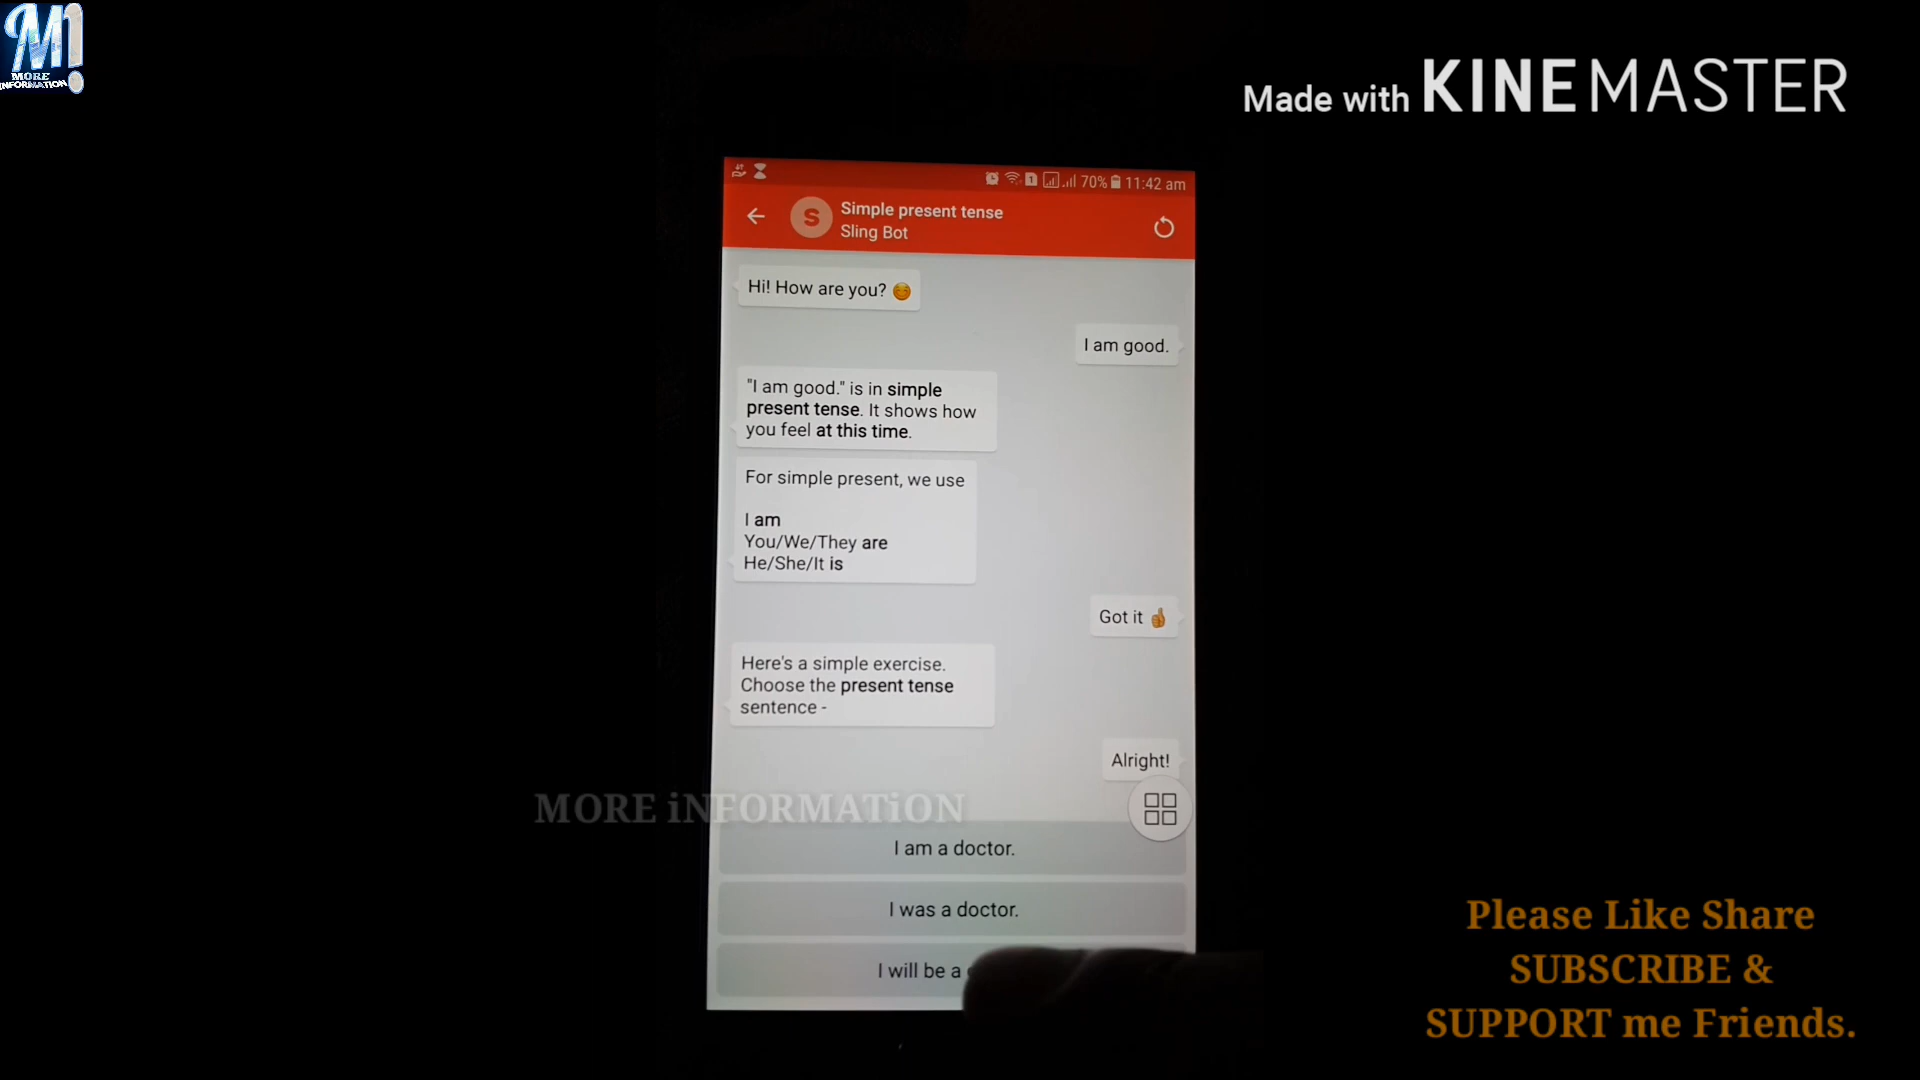 M!
MORE
INFORMATION
Made with KINEMASTER
1
70%
11:42 am
S
Simple present tense
Sling Bot
Hi! How are you? 😊
I am good.
"I am good." is in simple
present tense. It shows how
you feel at this time.
For simple present, we use
I am
You/We/They are
He/She/It is
Got it 👍
Here's a simple exercise.
Choose the present tense
sentence -
Alright!
MORE iNFORMATiON
I am a doctor.
I was a doctor.
I will be a
Please Like Share
SUBSCRIBE &
SUPPORT me Friends.